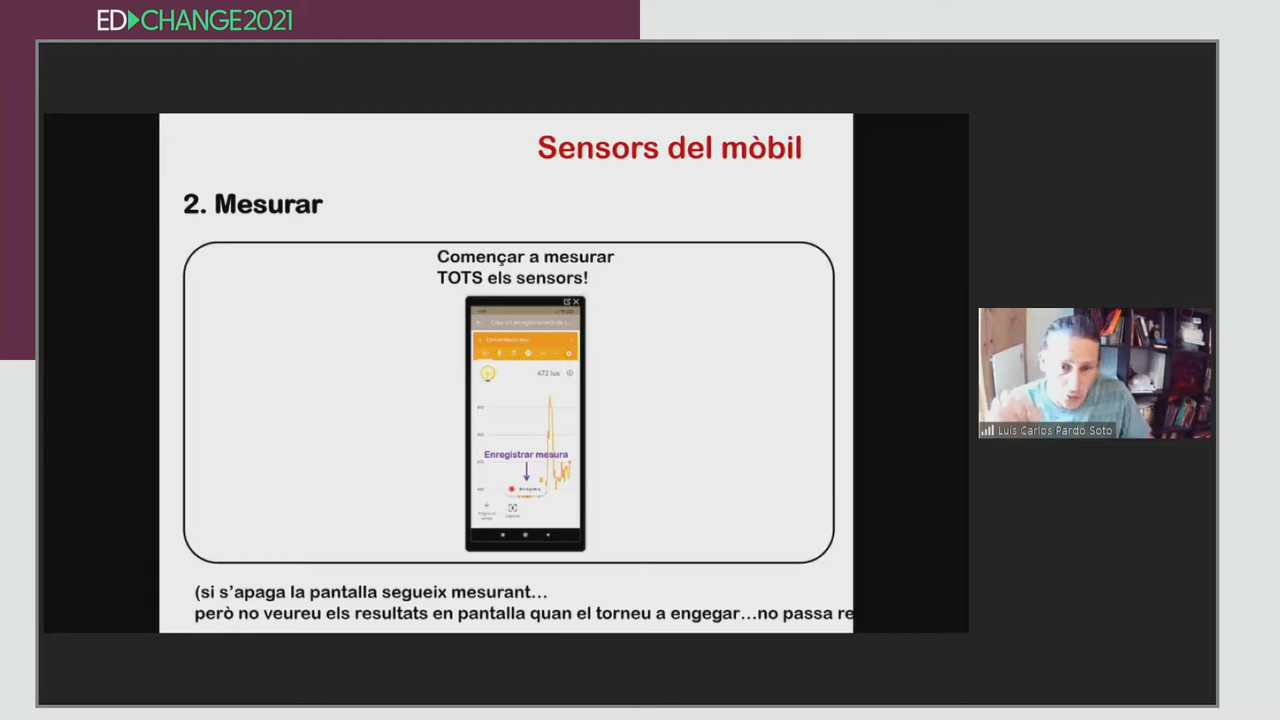 ED CHANGE2021
Sensors del mòbil
2. Mesurar
Començar a mesurar
TOTS els sensors!
472 lux
Enregistrar mesura
(si s'apaga la pantalla segueix mesurant…
però no veureu els resultats en pantalla quan el torneu a engegar…no passa re
Luis Carlos Pardo Soto